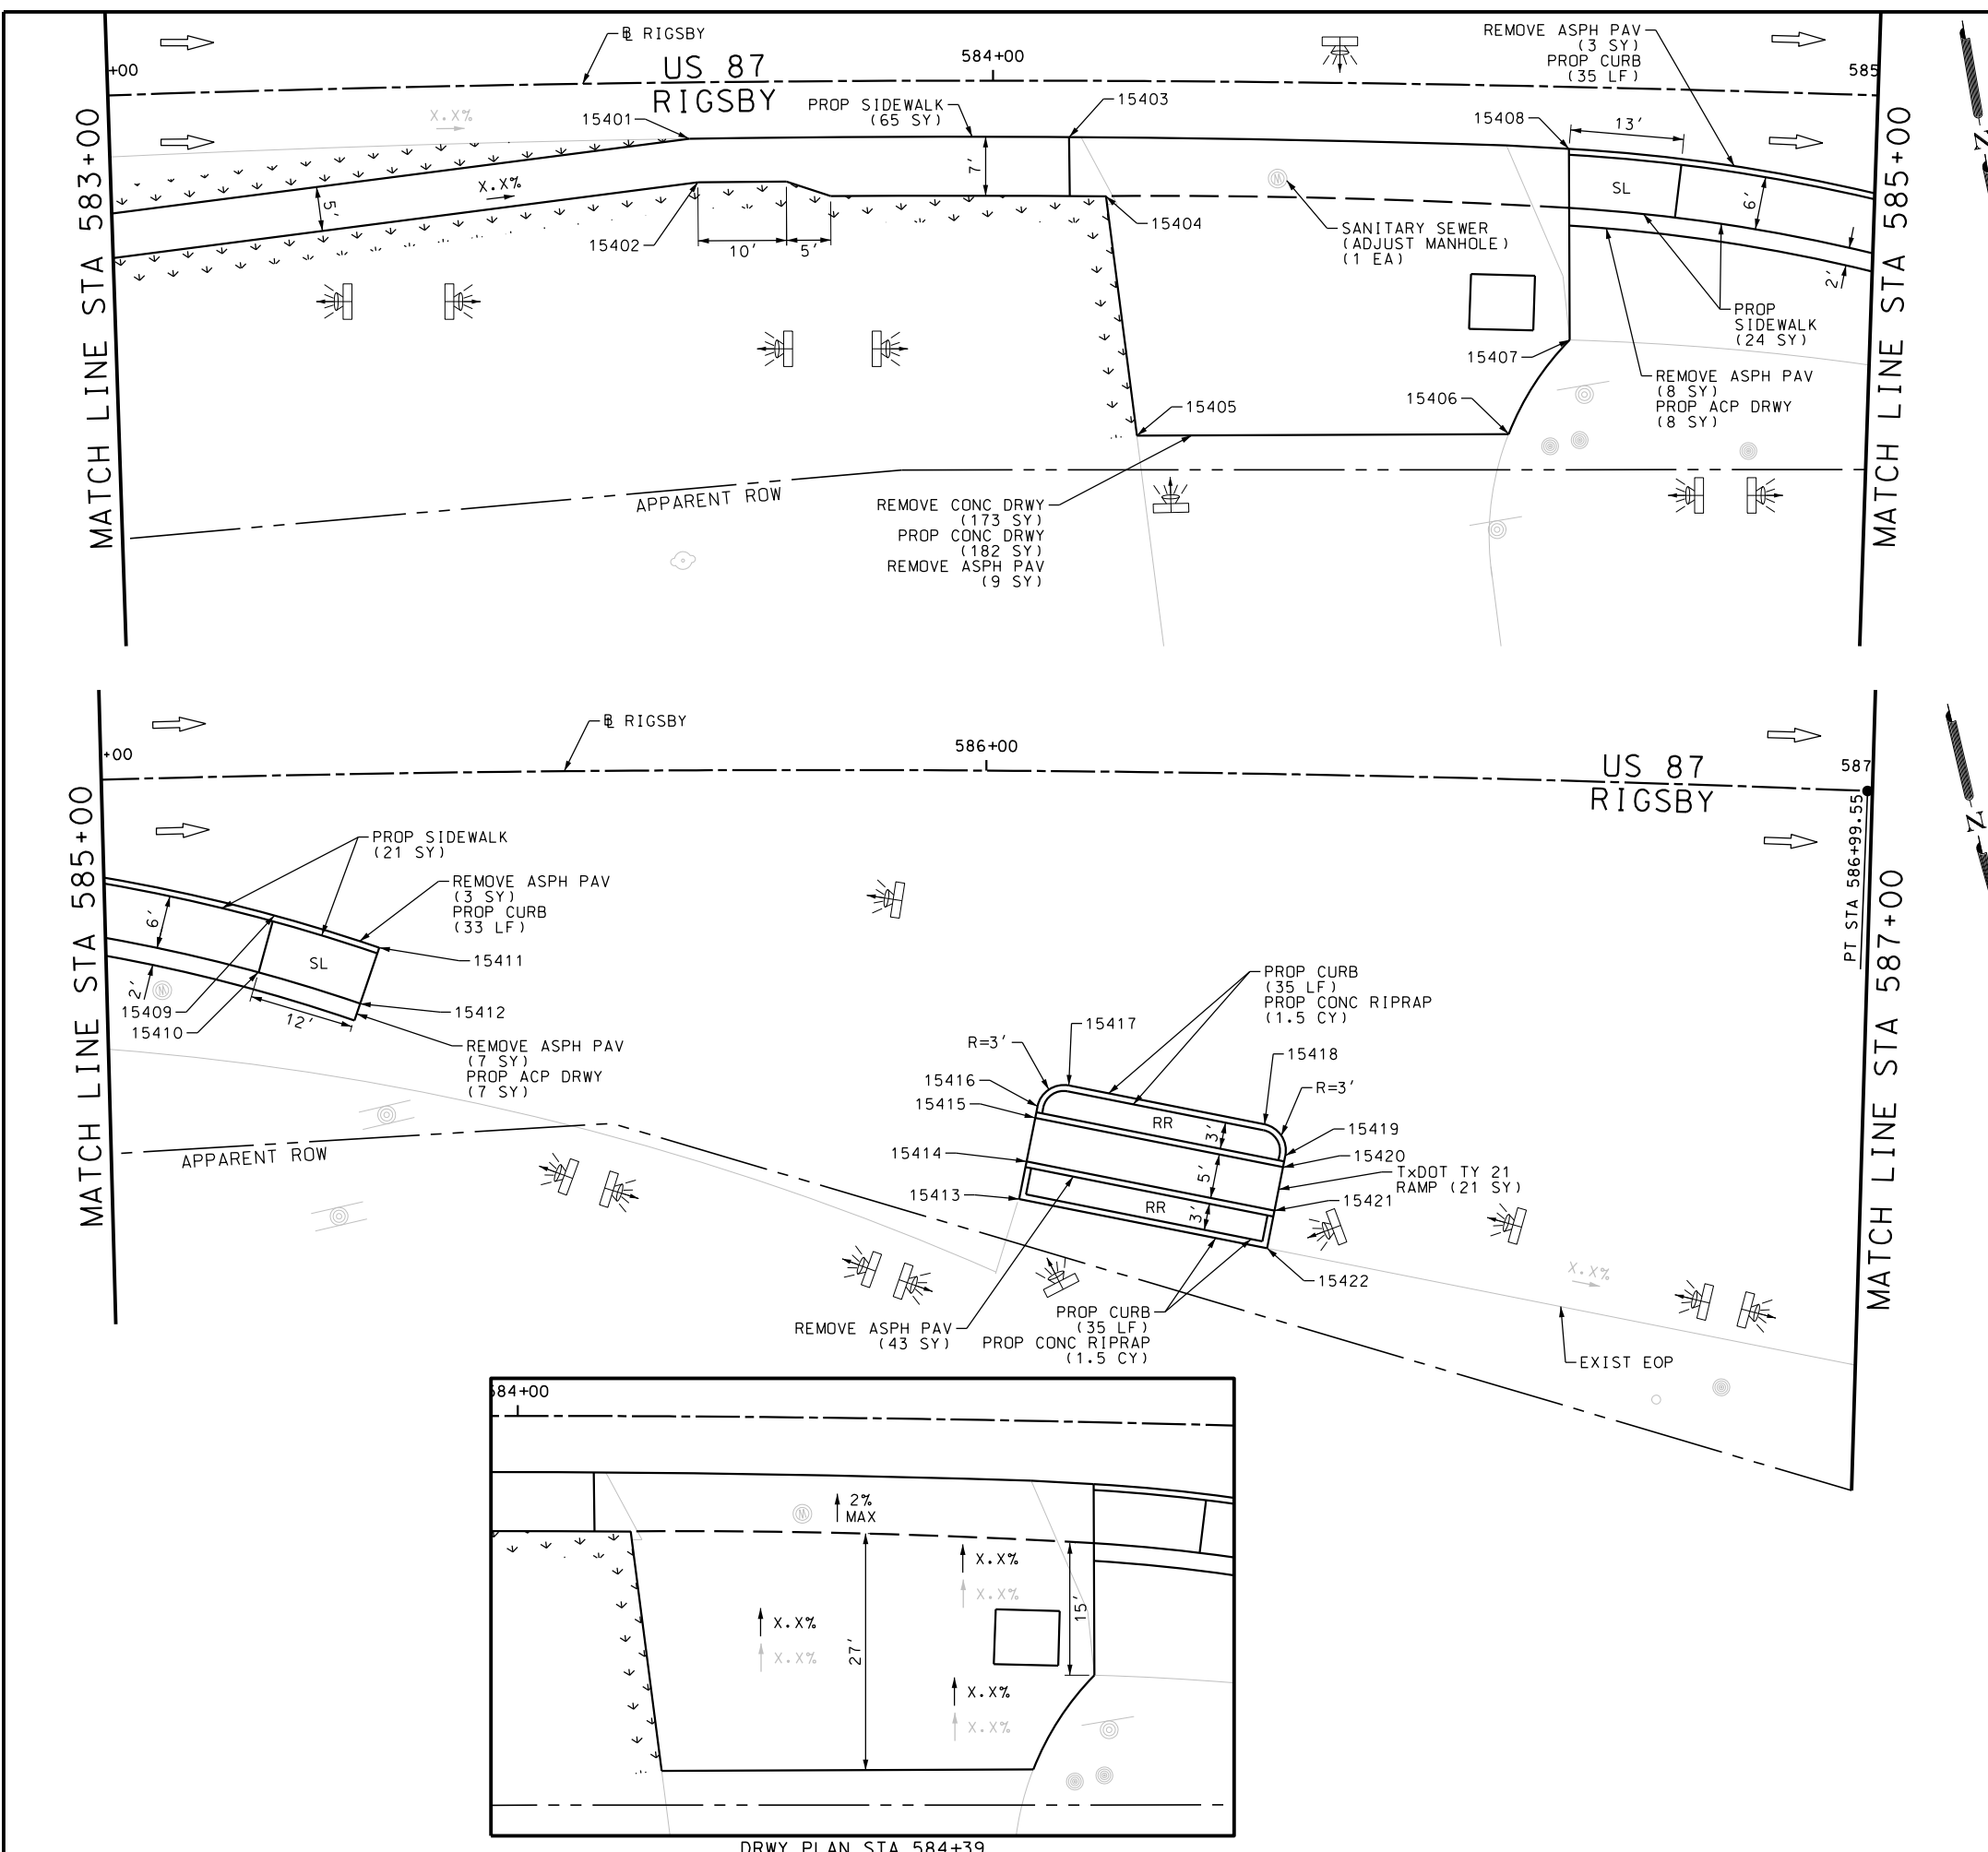 ℄ RIGSBY
US 87
RIGSBY
+00
584+00
585
MATCH LINE STA 583+00
X.X%
15401
PROP SIDEWALK
(65 SY)
15403
REMOVE ASPH PAV
(3 SY)
PROP CURB
(35 LF)
15408
13'
SL
6'
2'
7'
5'
X.X%
15402
10'
5'
15404
SANITARY SEWER
(ADJUST MANHOLE)
(1 EA)
PROP
SIDEWALK
(24 SY)
15407
15405
15406
REMOVE ASPH PAV
(8 SY)
PROP ACP DRWY
(8 SY)
APPARENT ROW
REMOVE CONC DRWY
(173 SY)
PROP CONC DRWY
(182 SY)
REMOVE ASPH PAV
(9 SY)
MATCH LINE STA 585+00
N
℄ RIGSBY
+00
586+00
US 87
RIGSBY
587
PT STA 586+99.55
MATCH LINE STA 585+00
PROP SIDEWALK
(21 SY)
REMOVE ASPH PAV
(3 SY)
PROP CURB
(33 LF)
6'
SL
15411
2'
15409
15410
12'
15412
REMOVE ASPH PAV
(7 SY)
PROP ACP DRWY
(7 SY)
APPARENT ROW
PROP CURB
(35 LF)
PROP CONC RIPRAP
(1.5 CY)
R=3'
15417
15418
R=3'
15416
15415
RR
3'
15419
15420
15414
5'
TxDOT TY 21
RAMP (21 SY)
15413
RR
3'
15421
15422
X.X%
REMOVE ASPH PAV
(43 SY)
PROP CURB
(35 LF)
PROP CONC RIPRAP
(1.5 CY)
EXIST EOP
MATCH LINE STA 587+00
N
584+00
2%
MAX
X.X%
X.X%
X.X%
X.X%
27'
15'
X.X%
X.X%
DRWY PLAN STA 584+39